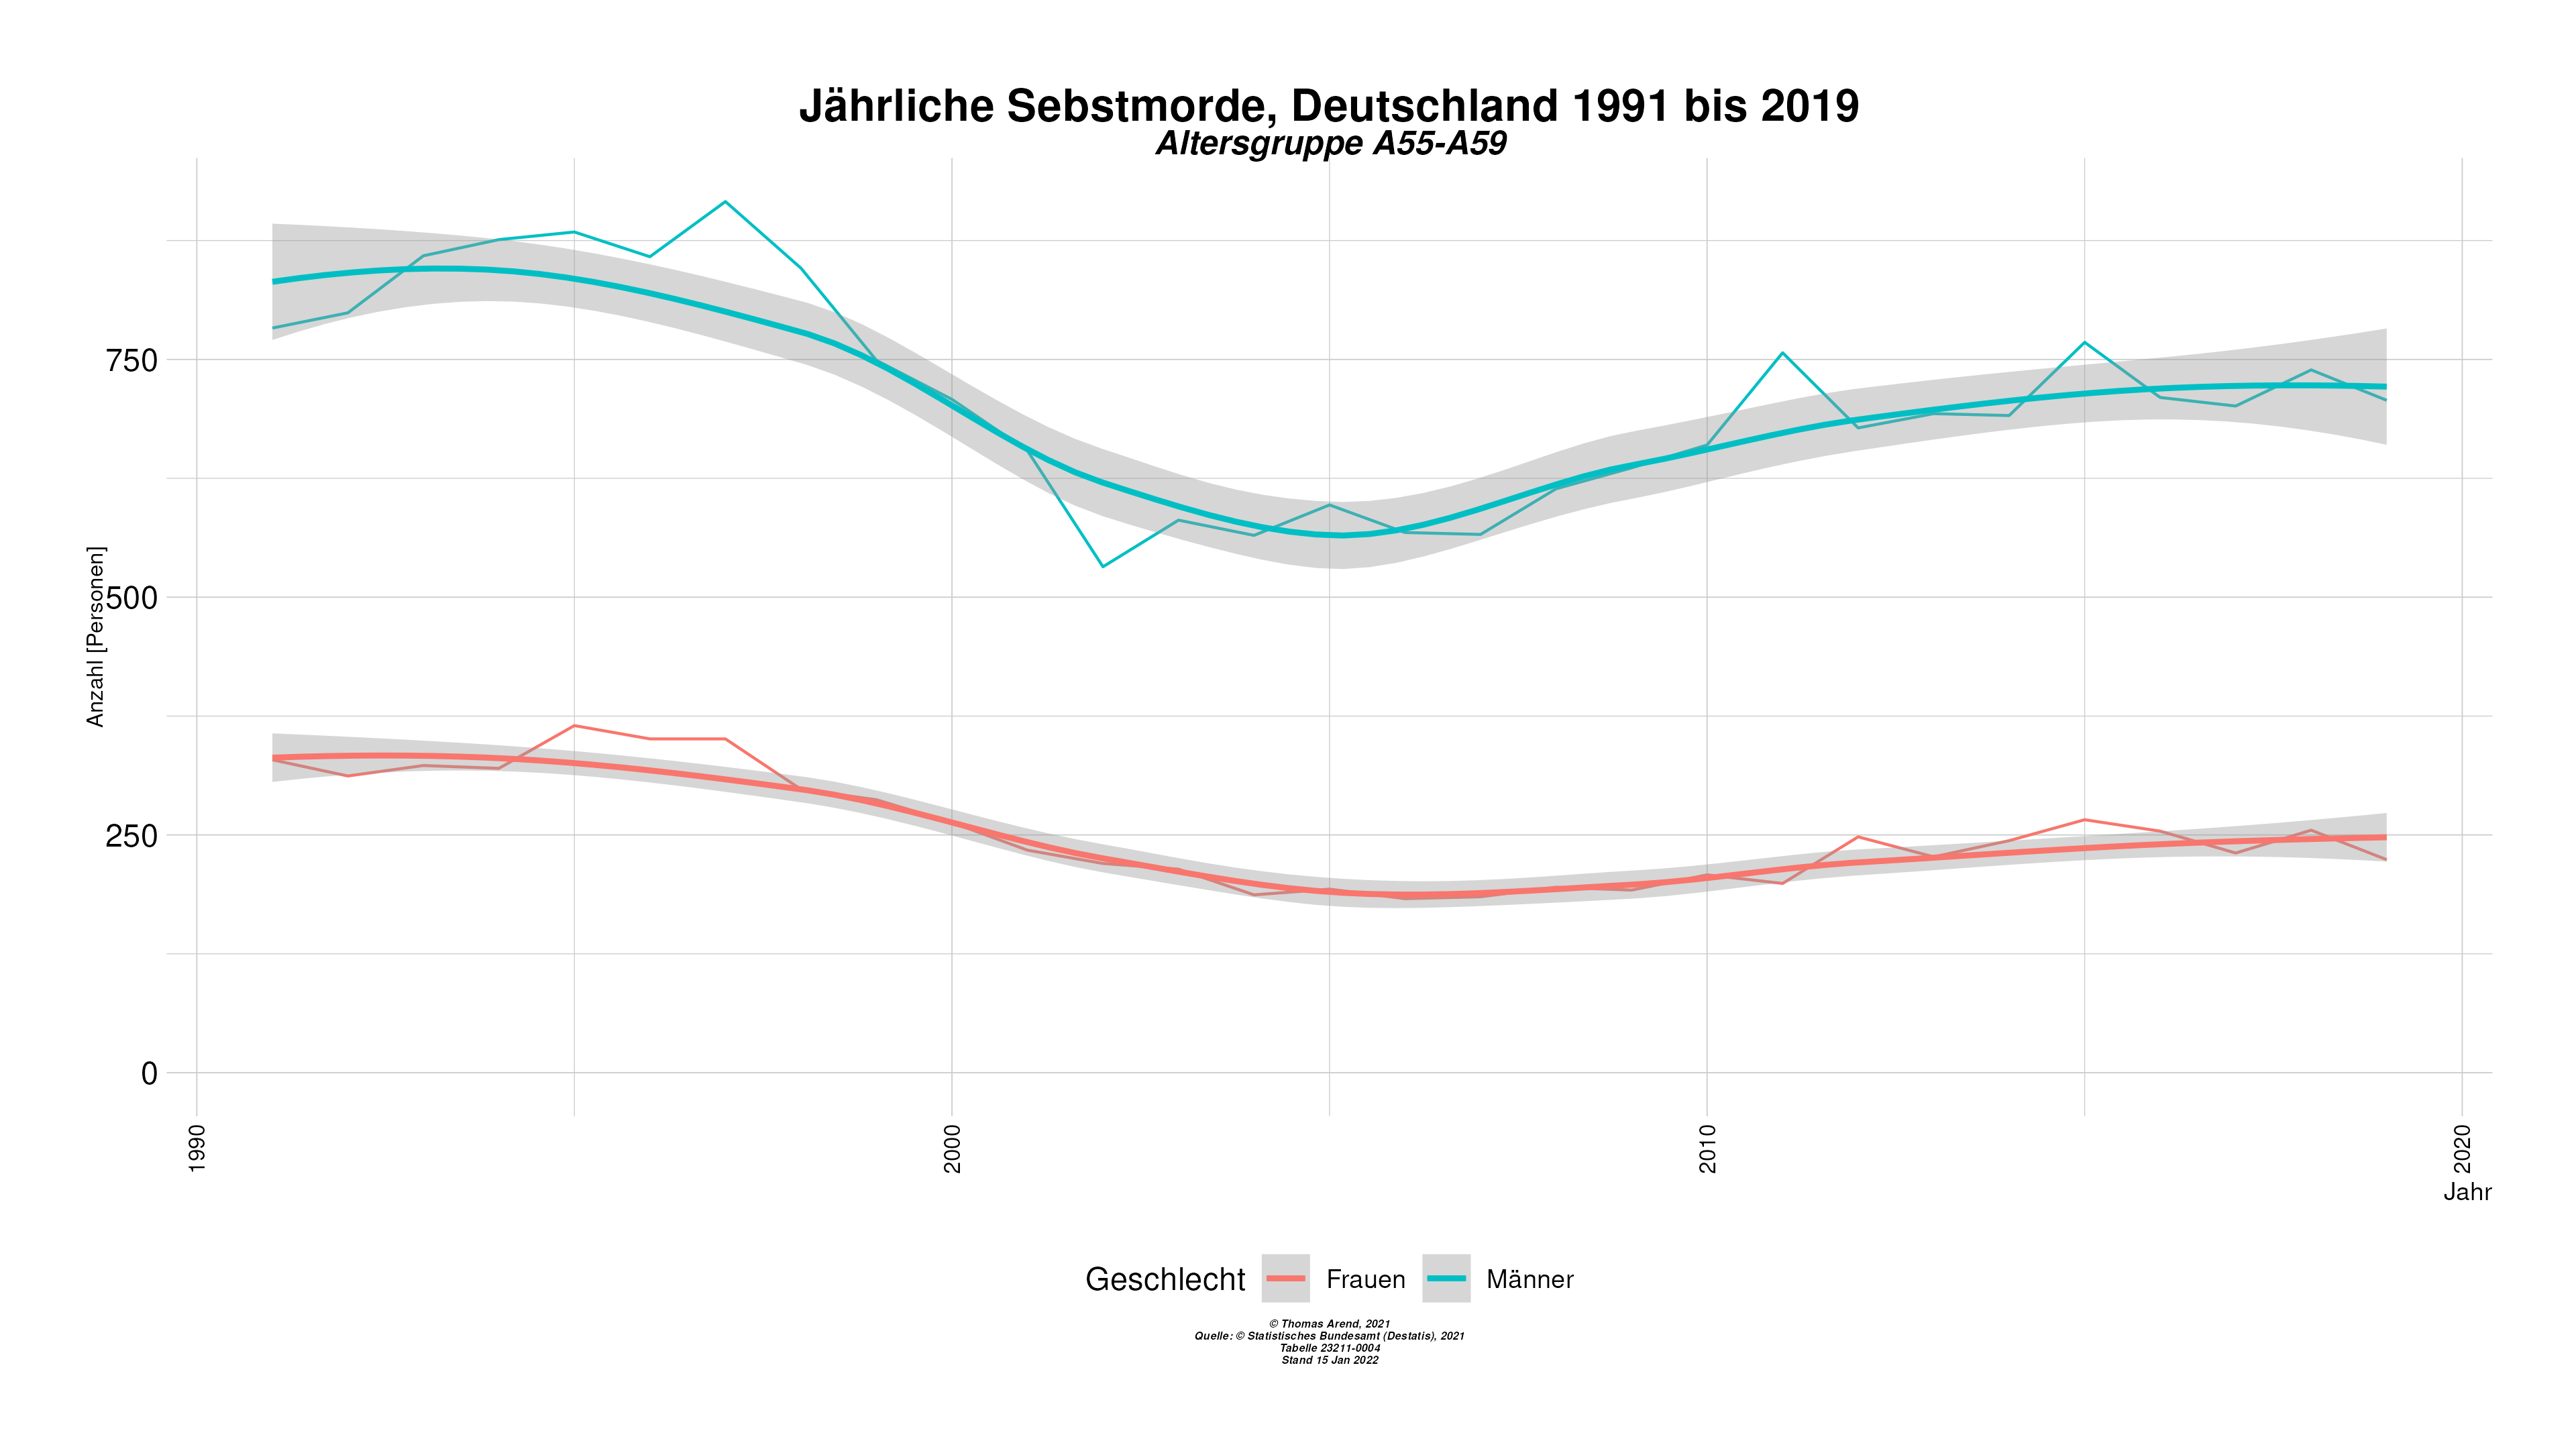 Jährliche Sebstmorde, Deutschland 1991 bis 2019
Altersgruppe A55-A59
Anzahl [Personen]
750
500
250
0
1990
2000
2010
2020
Jahr
Geschlecht Frauen Männer
© Thomas Arend, 2021
Quelle: © Statistisches Bundesamt (Destatis), 2021
Tabelle 23211-0004
Stand 15 Jan 2022